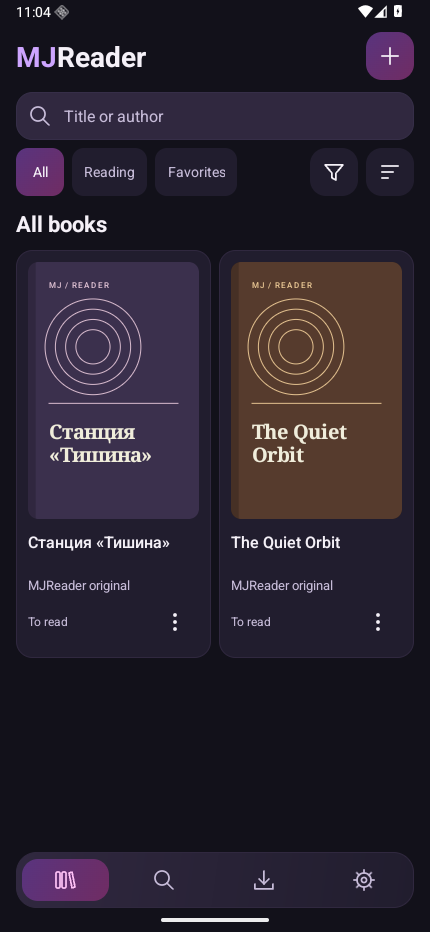 11:04
MJReader
Title or author
All Reading Favorites
All books
MJ / READER
Станция
«Тишина»
Станция «Тишина»
MJReader original
To read
MJ / READER
The Quiet
Orbit
The Quiet Orbit
MJReader original
To read